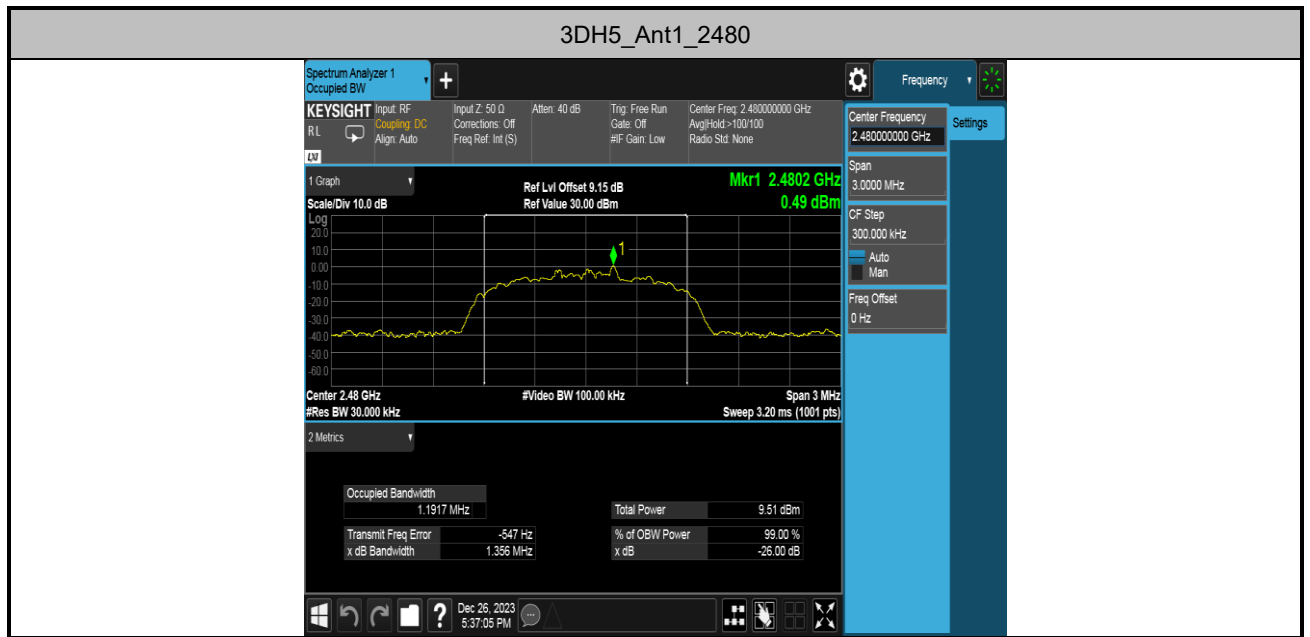 3DH5_Ant1_2480
Spectrum Analyzer 1
Occupied BW
Frequency
KEYSIGHT
RL
LXI
Input: RF
Coupling: DC
Align: Auto
Input Z: 50 Ω
Corrections: Off
Freq Ref: Int (S)
Atten: 40 dB
Trig: Free Run
Gate: Off
#IF Gain: Low
Center Freq: 2.480000000 GHz
Avg|Hold:>100/100
Radio Std: None
Center Frequency
2.480000000 GHz
Settings
Span
3.0000 MHz
CF Step
300.000 kHz
Auto
Man
Freq Offset
0 Hz
1 Graph
Ref Lvl Offset 9.15 dB
Mkr1 2.4802 GHz
Scale/Div 10.0 dB
Ref Value 30.00 dBm
0.49 dBm
Log
20.0
10.0
0.00
-10.0
-20.0
-30.0
-40.0
-50.0
-60.0
1
Center 2.48 GHz
#Video BW 100.00 kHz
Span 3 MHz
#Res BW 30.000 kHz
Sweep 3.20 ms (1001 pts)
2 Metrics
Occupied Bandwidth
1.1917 MHz
Total Power 9.51 dBm
Transmit Freq Error -547 Hz
% of OBW Power 99.00 %
x dB Bandwidth 1.356 MHz
x dB -26.00 dB
?
Dec 26, 2023
5:37:05 PM